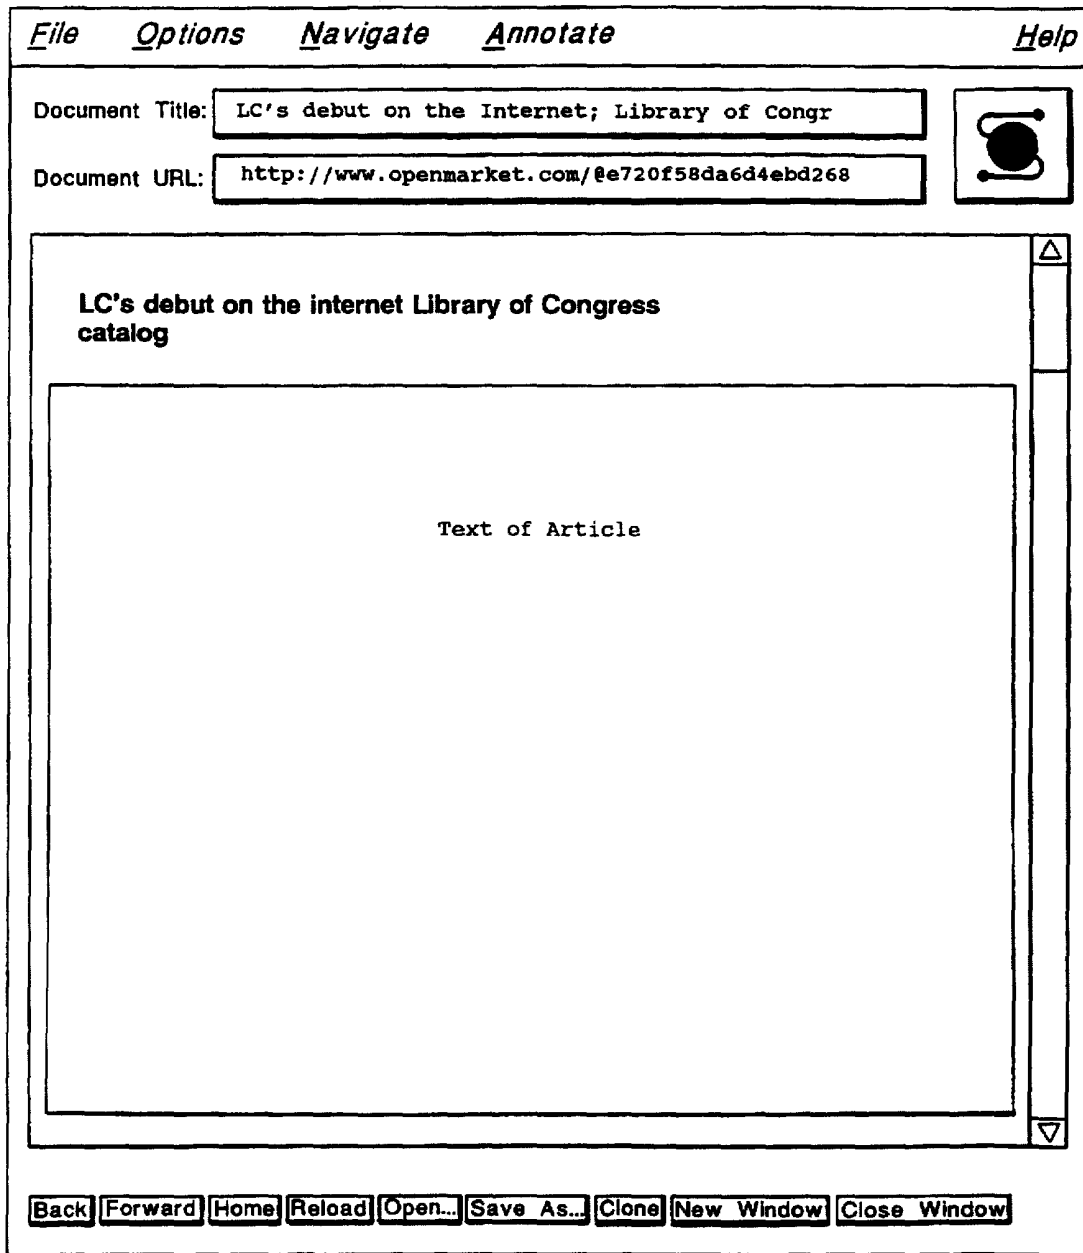 File Options Navigate Annotate Help
Document Title: LC's debut on the Internet; Library of Congr
Document URL: http://www.openmarket.com/@e720f58da6d4ebd268
LC's debut on the internet Library of Congress
catalog
Text of Article
Back Forward Home Reload Open... Save As... Clone New Window Close Window